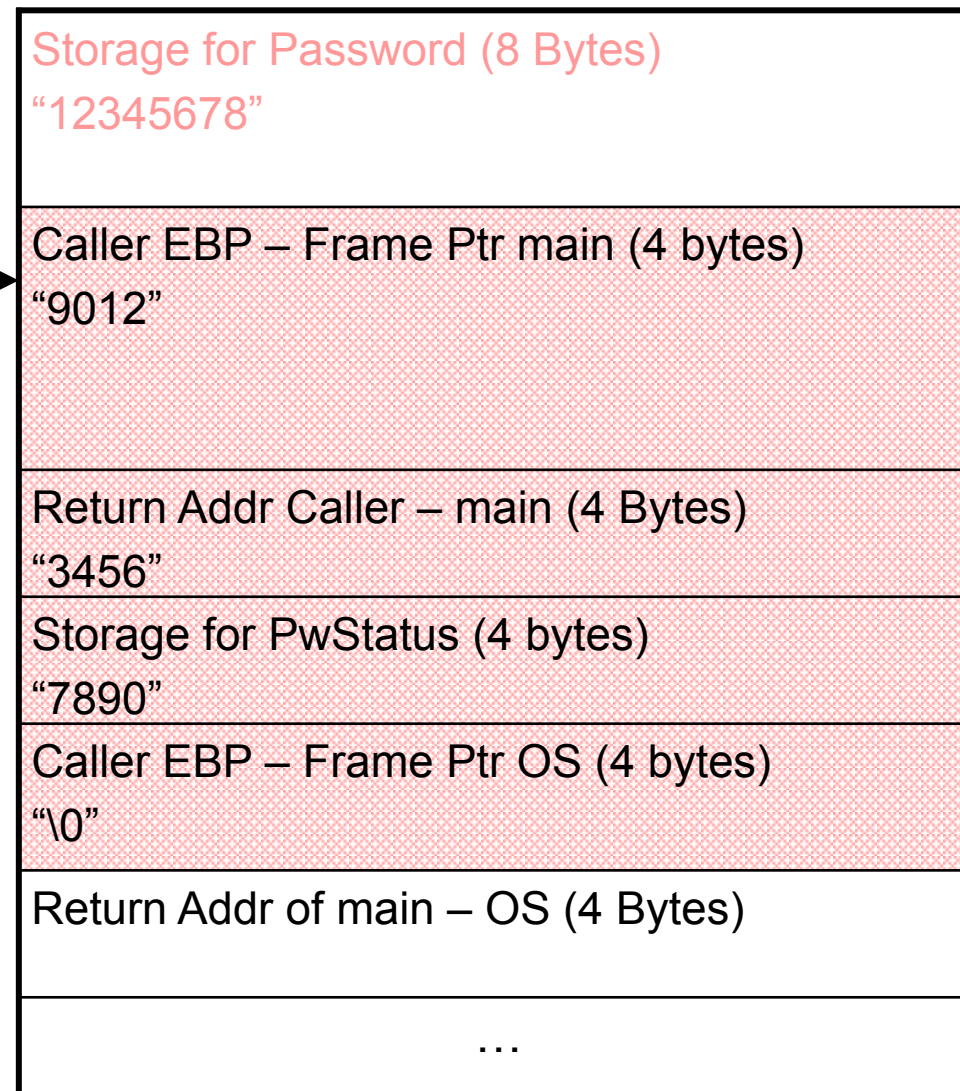 Storage for Password (8 Bytes)
“12345678”
Caller EBP – Frame Ptr main (4 bytes)
“9012”
Return Addr Caller – main (4 Bytes)
“3456”
Storage for PwStatus (4 bytes)
“7890”
Caller EBP – Frame Ptr OS (4 bytes)
“\0”
Return Addr of main – OS (4 Bytes)
…